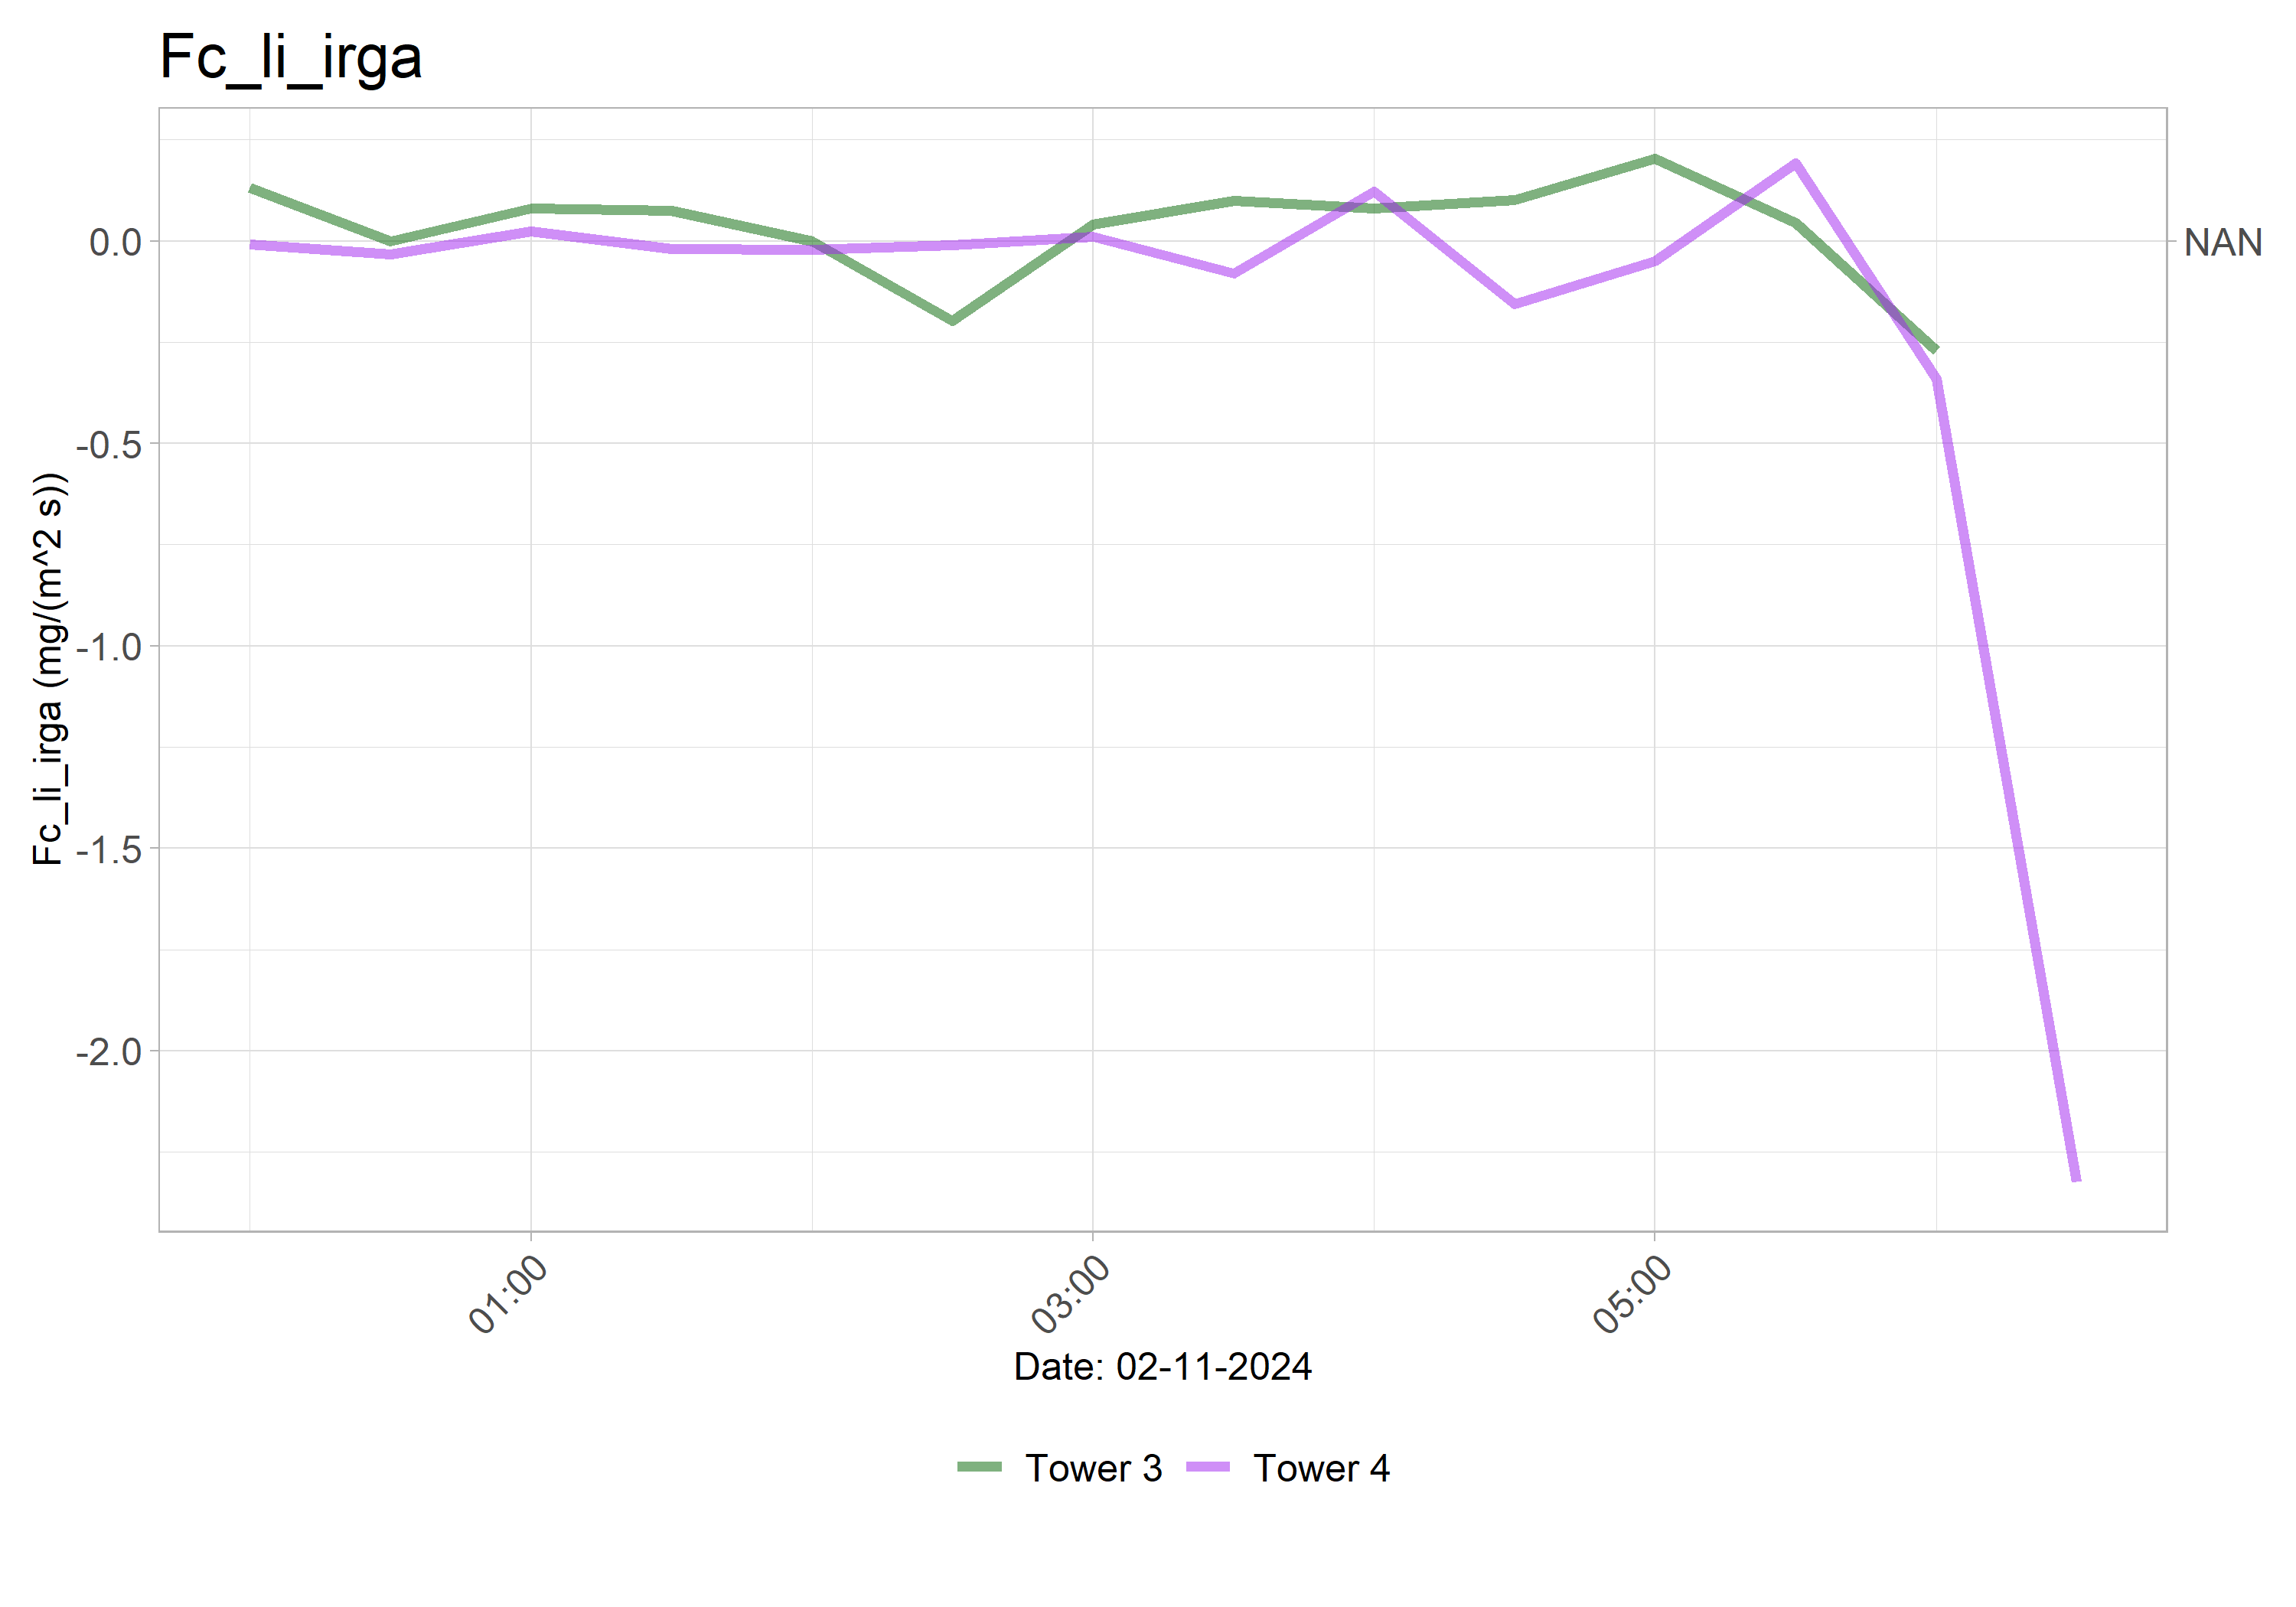 Fc_li_irga
Fc_li_irga (mg/(m^2 s))
0.0
-0.5
-1.0
-1.5
-2.0
NAN
01:00
03:00
05:00
Date: 02-11-2024
Tower 3
Tower 4